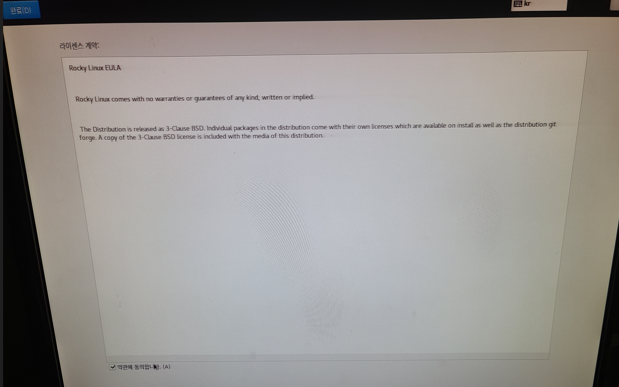 완료(D)
kr
라이센스 계약:
Rocky Linux EULA
Rocky Linux comes with no warranties or guarantees of any kind, written or implied.
The Distribution is released as 3-Clause BSD. Individual packages in the distribution come with their own licenses which are available on install as well as the distribution git
forge. A copy of the 3-Clause BSD license is included with the media of this distribution.
약관에 동의합니다. (A)